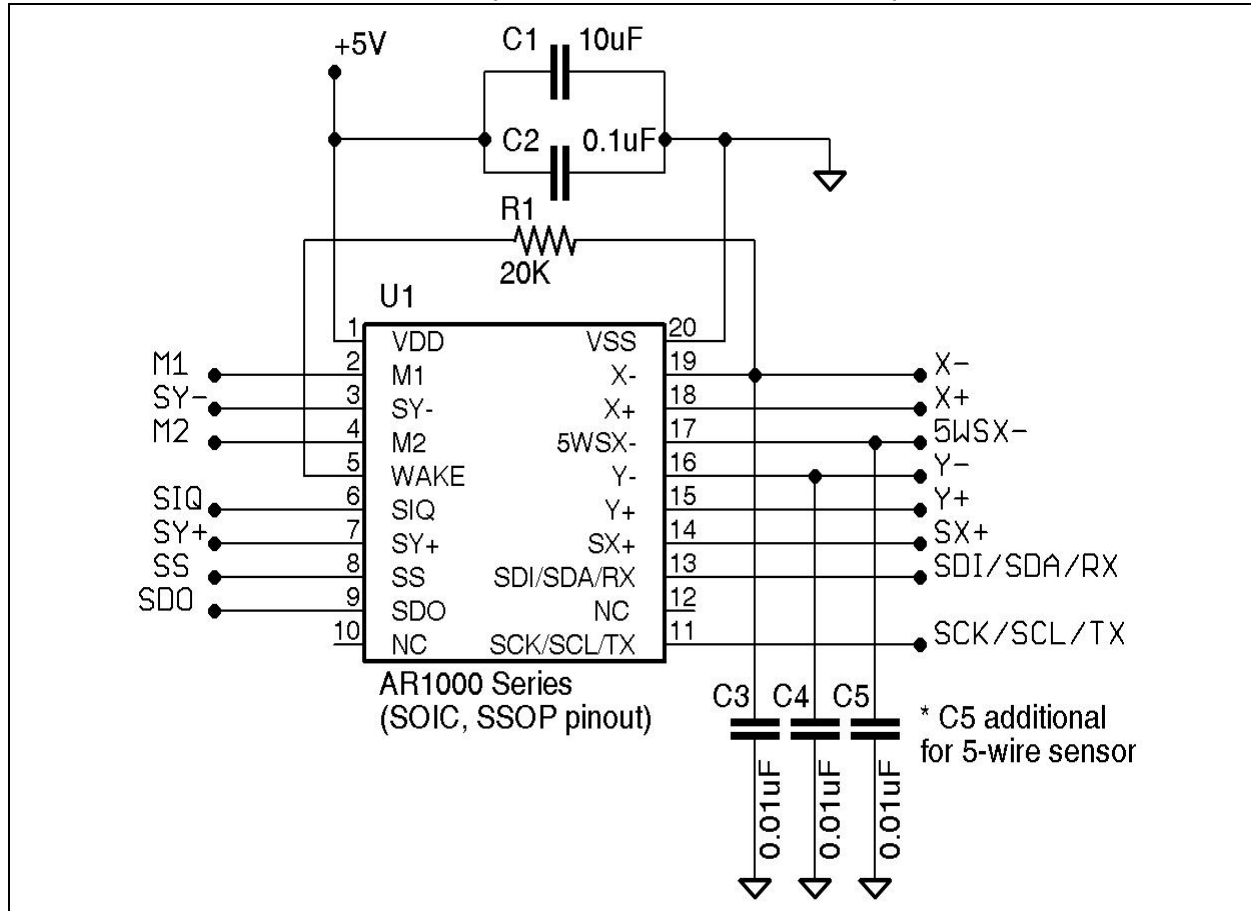 +5V
C1 10uF
C2 0.1uF
R1
20K
U1
1 VDD VSS 20
M1 2 M1 X- 19 X-
SY- 3 SY- X+ 18 X+
M2 4 M2 5WSX- 17 5WSX-
5 WAKE Y- 16 Y-
SIQ 6 SIQ Y+ 15 Y+
SY+ 7 SY+ SX+ 14 SX+
SS 8 SS SDI/SDA/RX 13 SDI/SDA/RX
SDO 9 SDO NC 12
10 NC SCK/SCL/TX 11 SCK/SCL/TX
AR1000 Series
(SOIC, SSOP pinout)
C3 C4 C5
0.01uF 0.01uF 0.01uF
* C5 additional
for 5-wire sensor